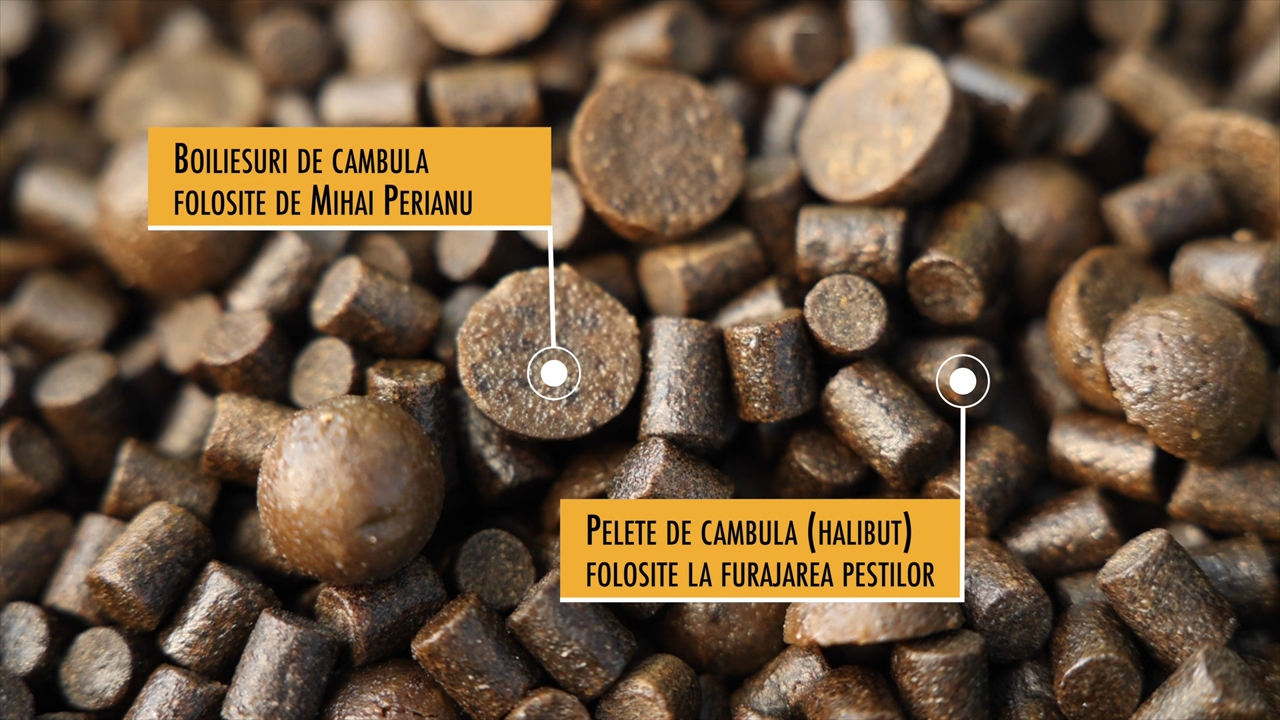 Boiliesuri de cambula
folosite de Mihai Perianu
Pelete de cambula (halibut)
folosite la furajarea pestilor